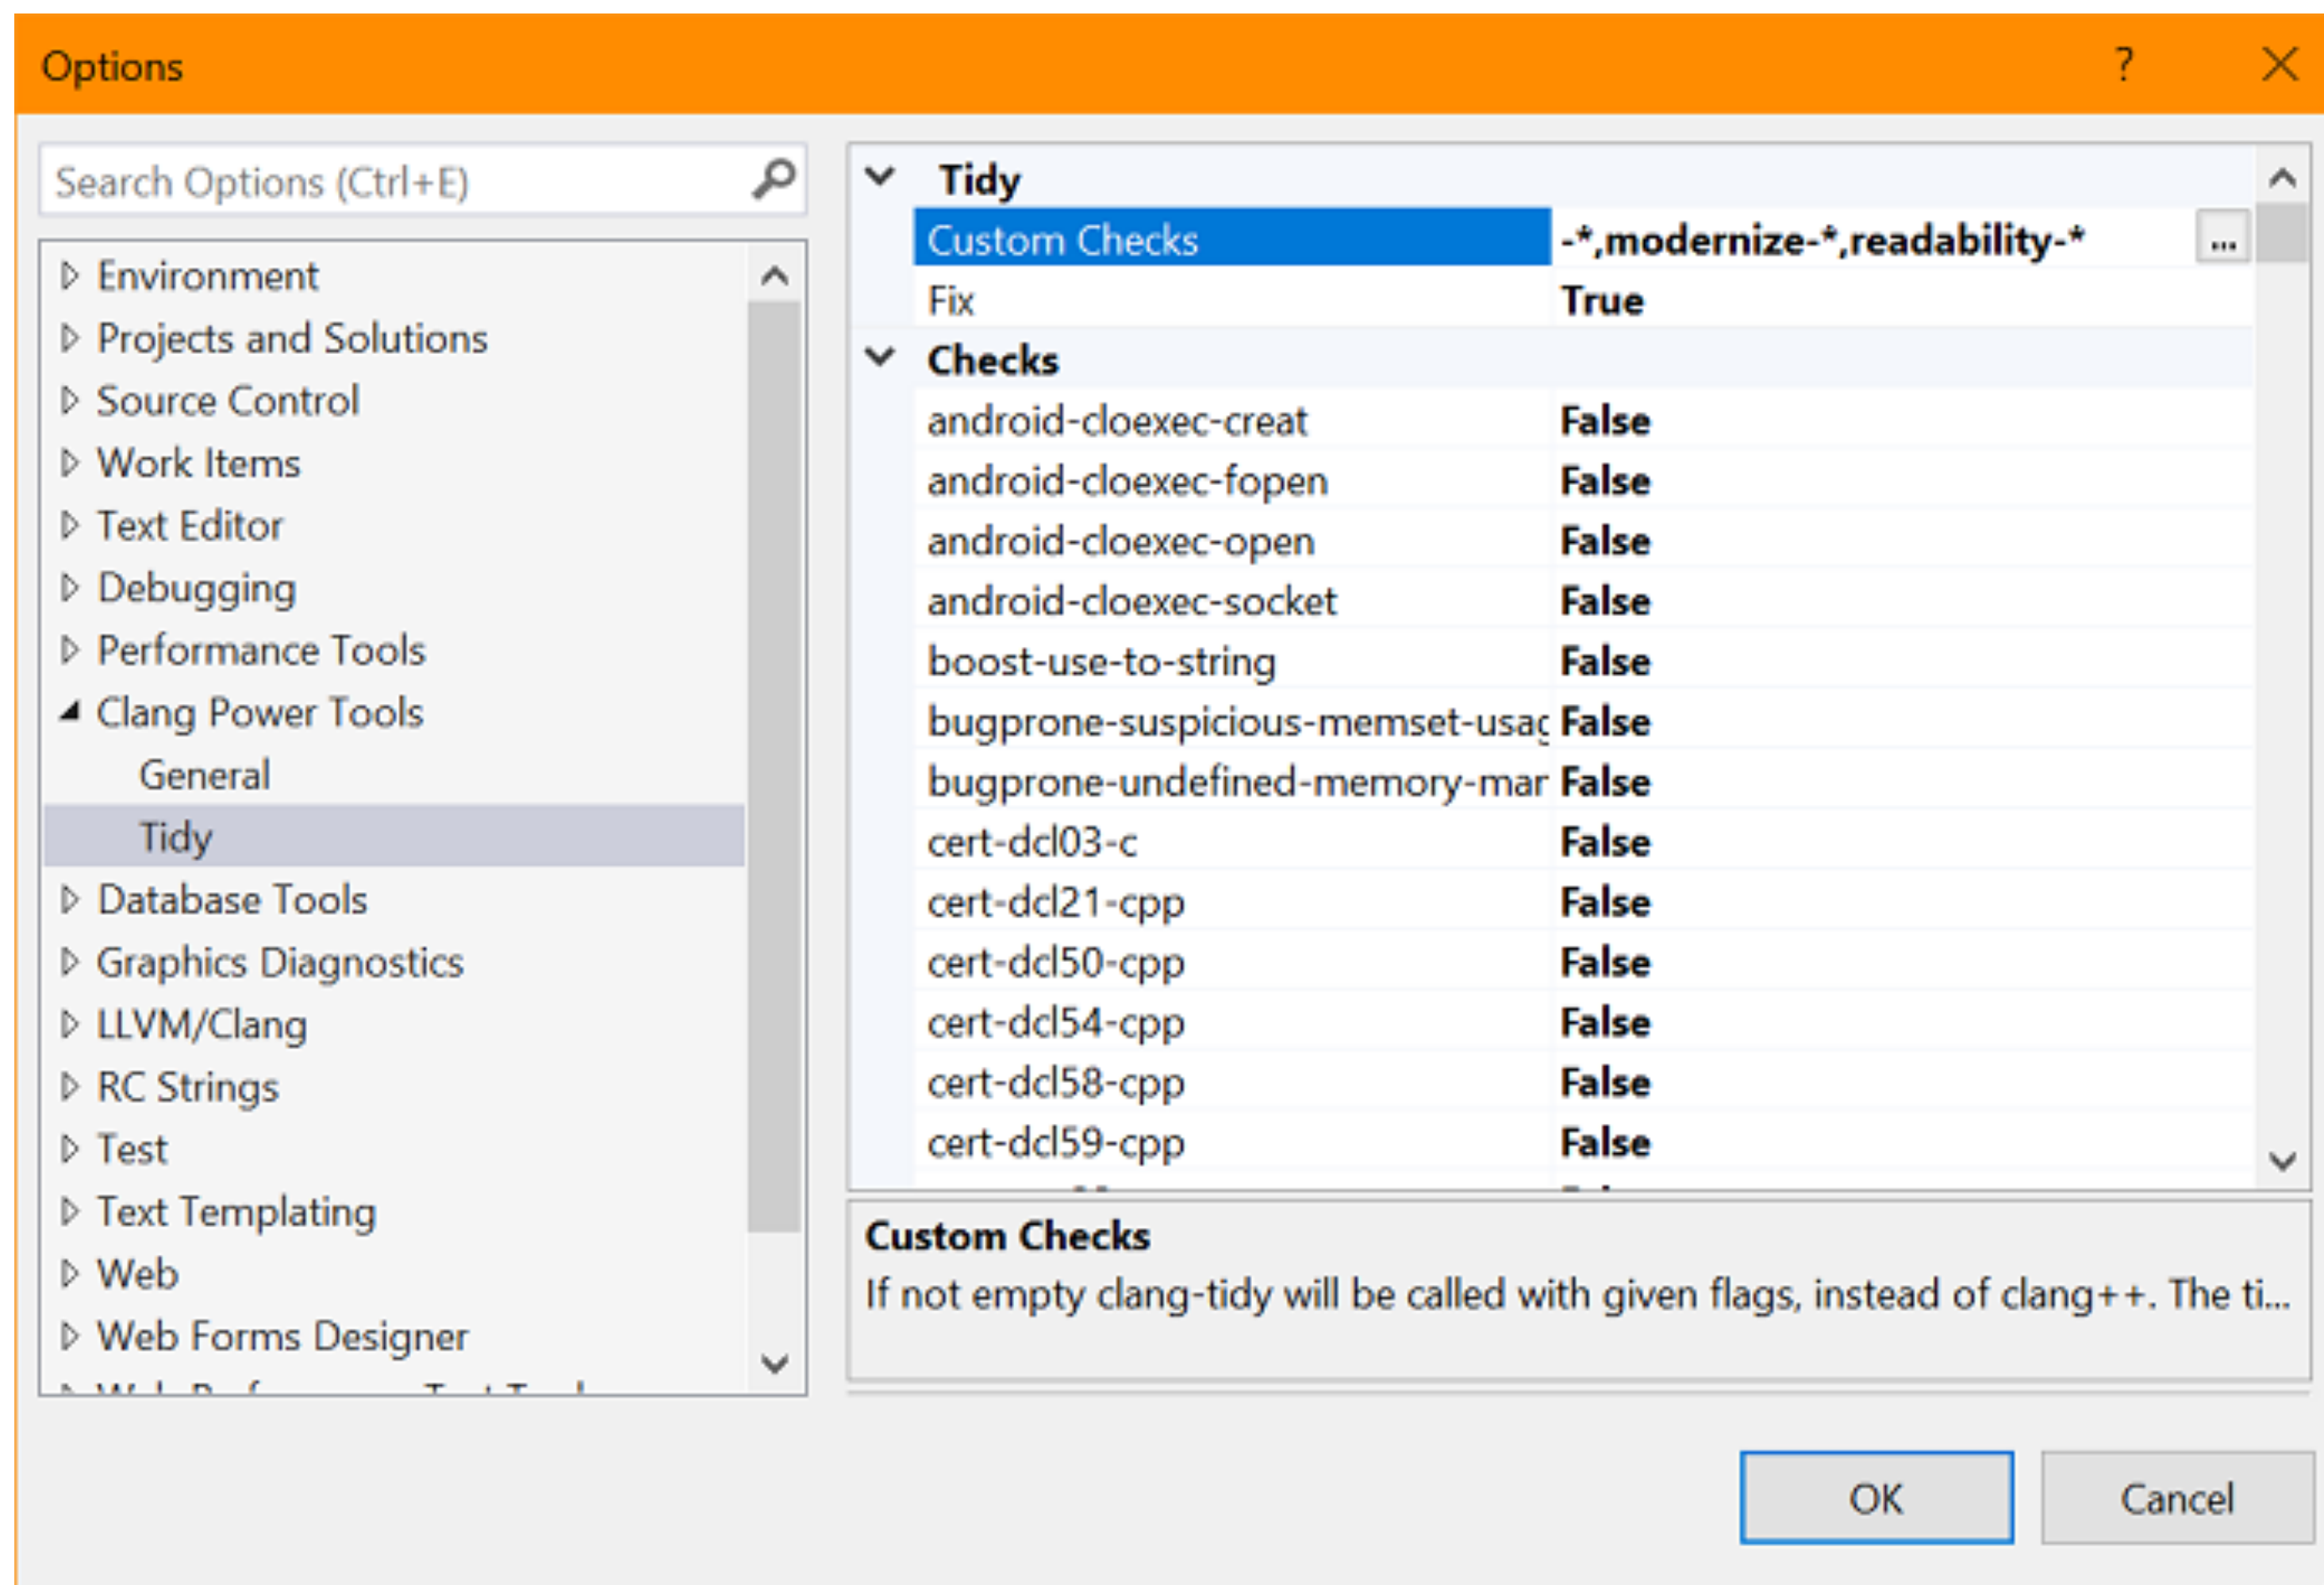 Options
?
Search Options (Ctrl+E)
Environment
Projects and Solutions
Source Control
Work Items
Text Editor
Debugging
Performance Tools
Clang Power Tools
General
Tidy
Database Tools
Graphics Diagnostics
LLVM/Clang
RC Strings
Test
Text Templating
Web
Web Forms Designer
Tidy
Custom Checks -*,modernize-*,readability-* ...
Fix True
Checks
android-cloexec-creat False
android-cloexec-fopen False
android-cloexec-open False
android-cloexec-socket False
boost-use-to-string False
bugprone-suspicious-memset-usag False
bugprone-undefined-memory-mar False
cert-dcl03-c False
cert-dcl21-cpp False
cert-dcl50-cpp False
cert-dcl54-cpp False
cert-dcl58-cpp False
cert-dcl59-cpp False
Custom Checks
If not empty clang-tidy will be called with given flags, instead of clang++. The ti...
OK
Cancel